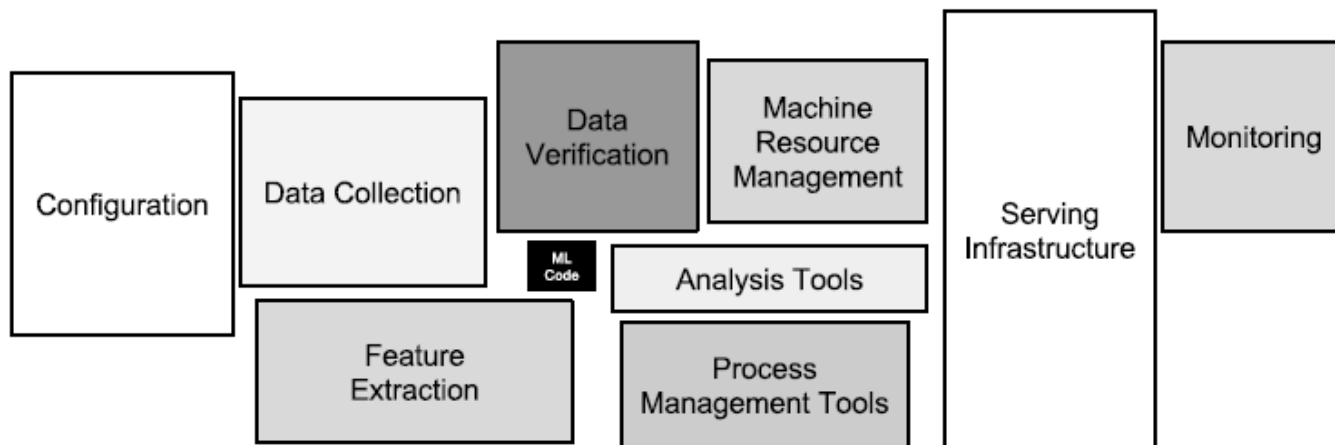 Configuration
Data Collection
Data
Verification
Machine
Resource
Management
Monitoring
Serving
Infrastructure
ML
Code
Analysis Tools
Feature
Extraction
Process
Management Tools